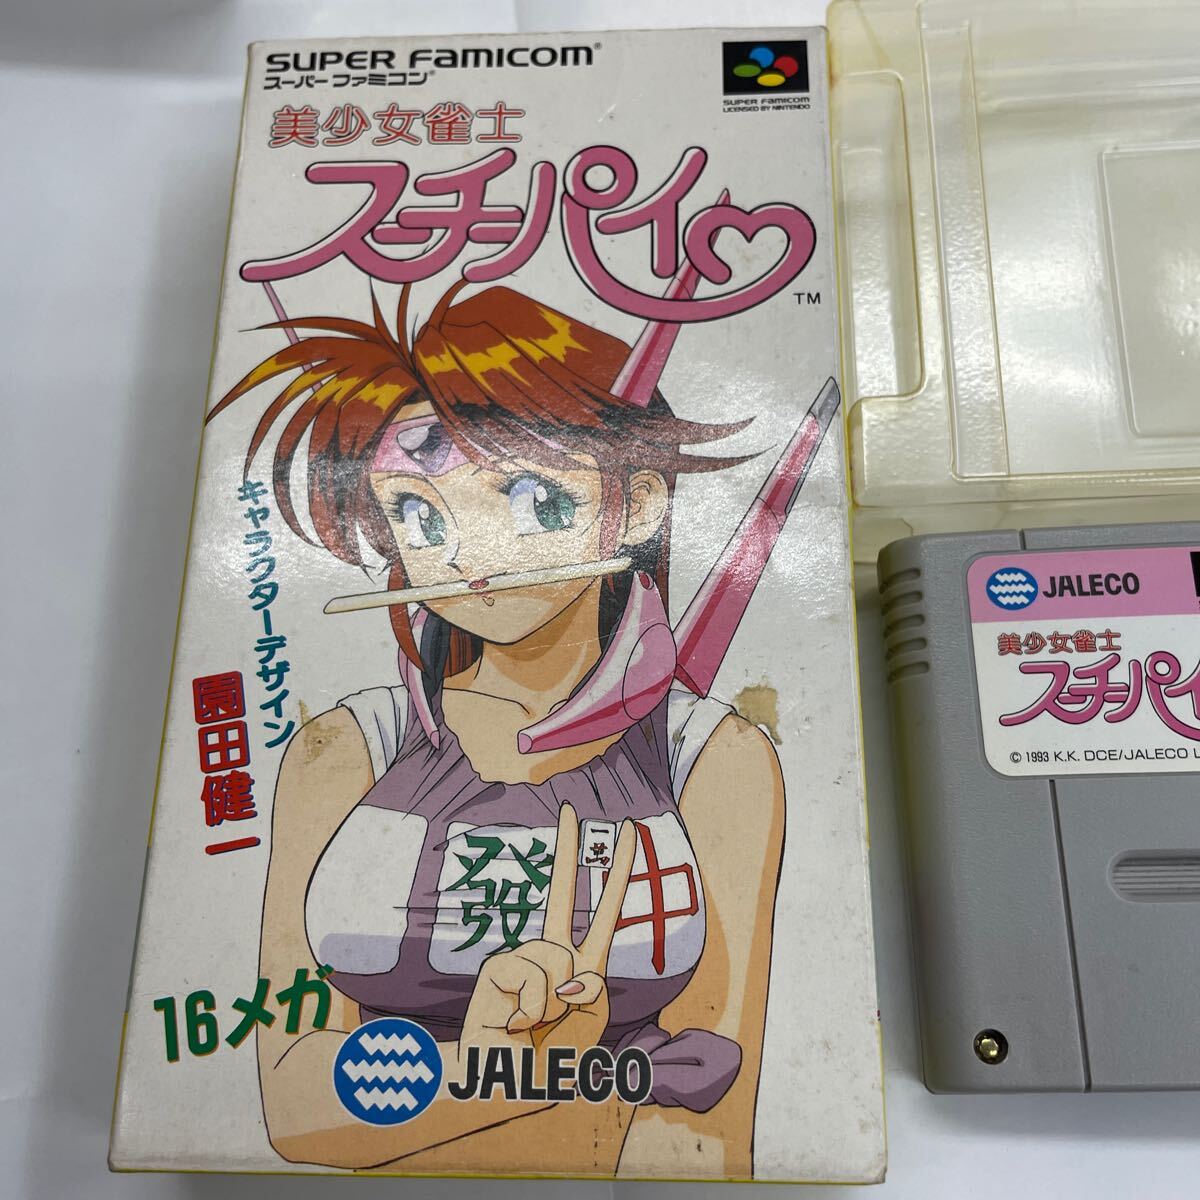 SUPER FAMICOM®
スーパーファミコン®
SUPER FAMICOM
LICENSED BY NINTENDO
美少女雀士
スーチーパイ
TM
キャラクターデザイン
園田健一
發
中
一
16メガ
JALECO
JALECO
美少女雀士
スーチーパイ
© 1993 K.K. DCE/JALECO L